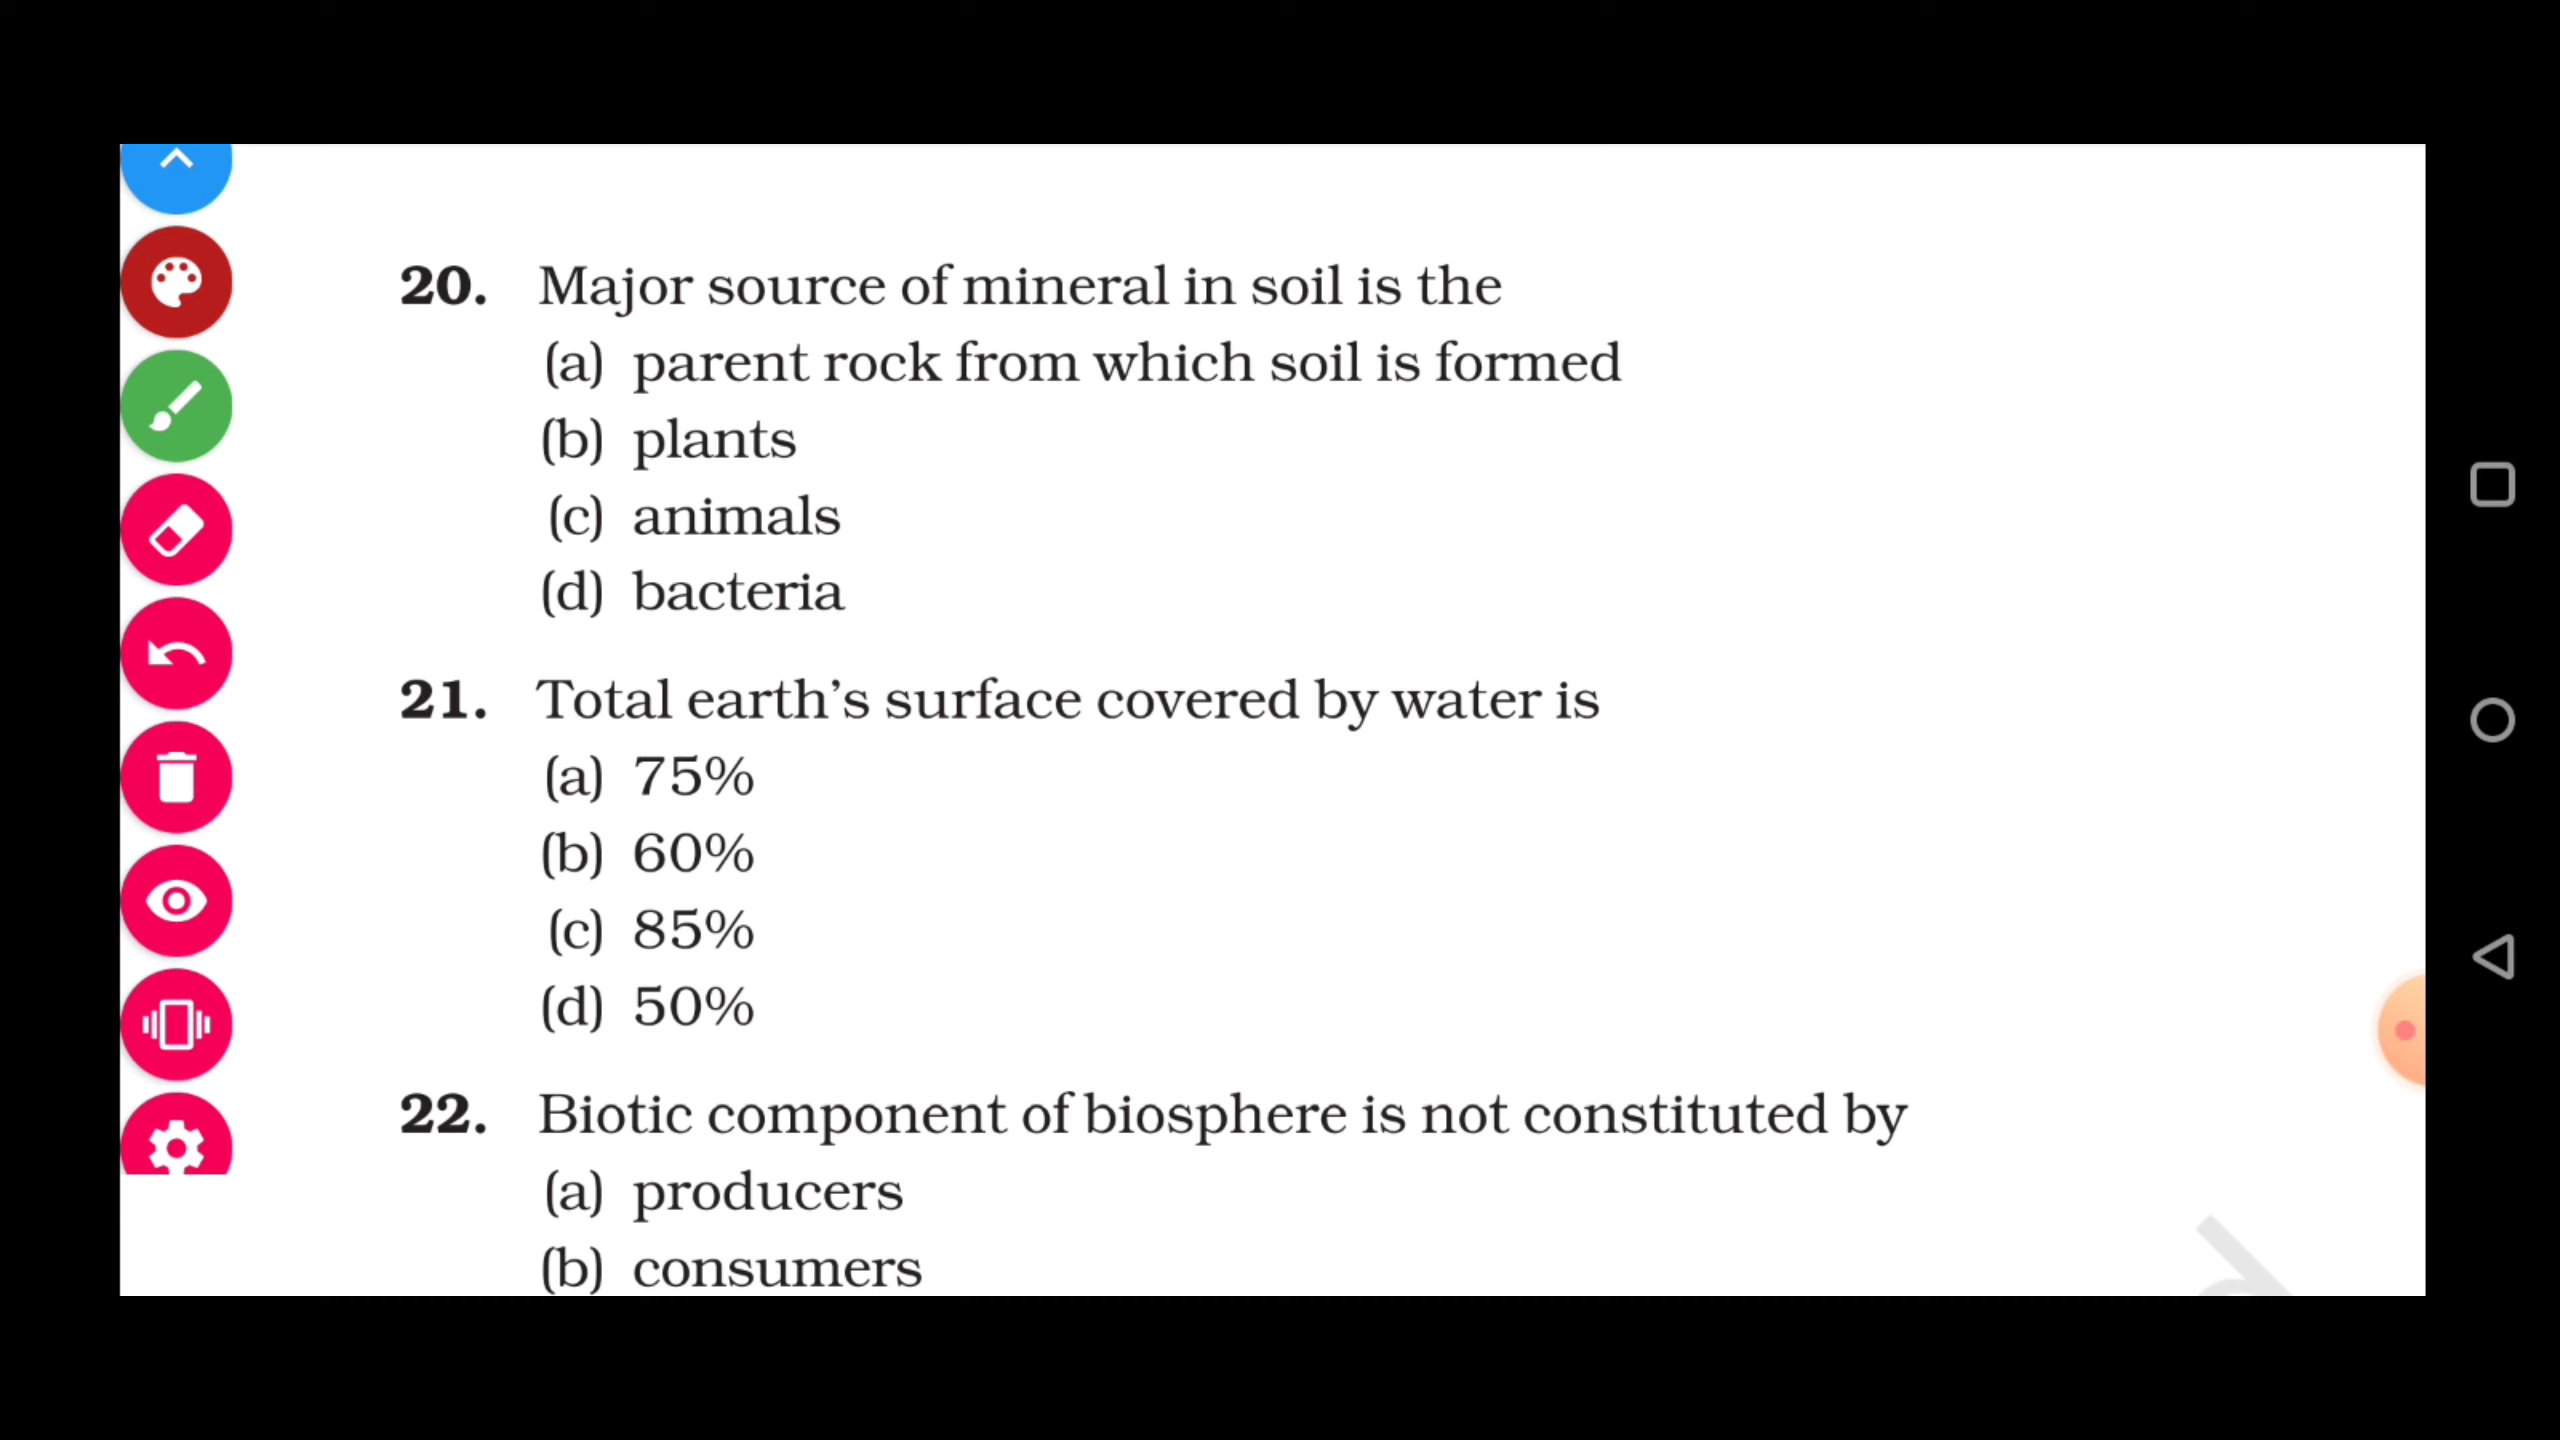 20. Major source of mineral in soil is the
(a) parent rock from which soil is formed
(b) plants
(c) animals
(d) bacteria
21. Total earth’s surface covered by water is
(a) 75%
(b) 60%
(c) 85%
(d) 50%
22. Biotic component of biosphere is not constituted by
(a) producers
(b) consumers